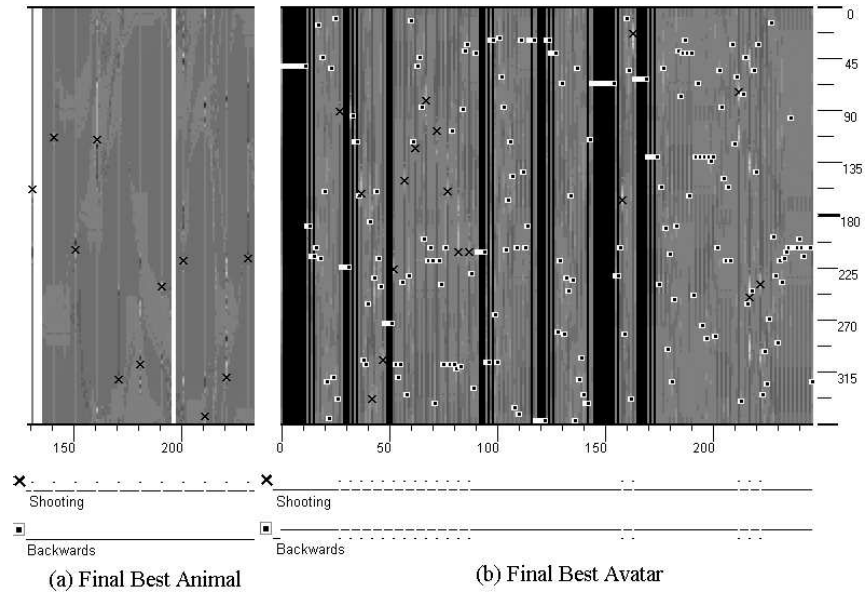 0
45
90
135
180
225
270
315
150 200
0 50 100 150 200
Shooting
Shooting
Backwards
Backwards
(a) Final Best Animal
(b) Final Best Avatar